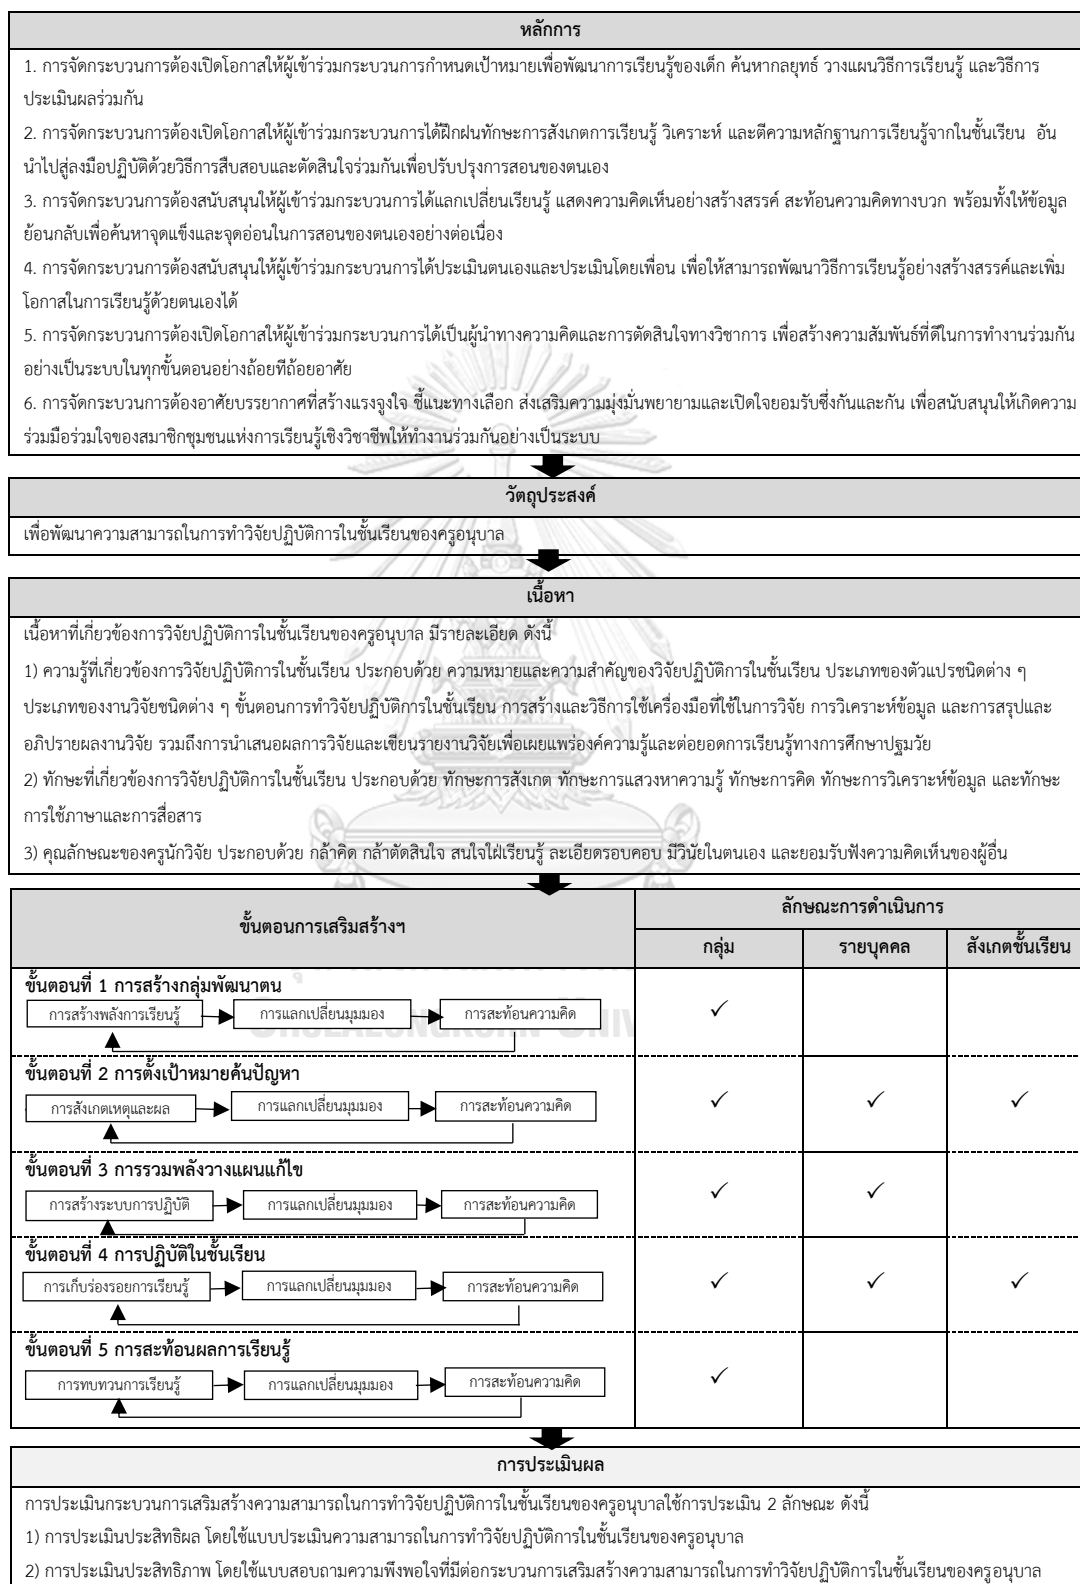 หลักการ
1. การจัดกระบวนการต้องเปิดโอกาสให้ผู้เข้าร่วมกระบวนการกำหนดเป้าหมายเพื่อพัฒนาการเรียนรู้ของเด็ก ค้นหากลยุทธ์ วางแผนวิธีการเรียนรู้ และวิธีการ
ประเมินผลร่วมกัน
2. การจัดกระบวนการต้องเปิดโอกาสให้ผู้เข้าร่วมกระบวนการได้ฝึกฝนทักษะการสังเกตการเรียนรู้ วิเคราะห์ และตีความหลักฐานการเรียนรู้จากในชั้นเรียน อัน
นำไปสู่ลงมือปฏิบัติด้วยวิธีการสืบสอบและตัดสินใจร่วมกันเพื่อปรับปรุงการสอนของตนเอง
3. การจัดกระบวนการต้องสนับสนุนให้ผู้เข้าร่วมกระบวนการได้แลกเปลี่ยนเรียนรู้ แสดงความคิดเห็นอย่างสร้างสรรค์ สะท้อนความคิดทางบวก พร้อมทั้งให้ข้อมูล
ย้อนกลับเพื่อค้นหาจุดแข็งและจุดอ่อนในการสอนของตนเองอย่างต่อเนื่อง
4. การจัดกระบวนการต้องสนับสนุนให้ผู้เข้าร่วมกระบวนการได้ประเมินตนเองและประเมินโดยเพื่อน เพื่อให้สามารถพัฒนาวิธีการเรียนรู้อย่างสร้างสรรค์และเพิ่ม
โอกาสในการเรียนรู้ด้วยตนเองได้
5. การจัดกระบวนการต้องเปิดโอกาสให้ผู้เข้าร่วมกระบวนการได้เป็นผู้นำทางความคิดและการตัดสินใจทางวิชาการ เพื่อสร้างความสัมพันธ์ที่ดีในการทำงานร่วมกัน
อย่างเป็นระบบในทุกขั้นตอนอย่างถ้อยทีถ้อยอาศัย
6. การจัดกระบวนการต้องอาศัยบรรยากาศที่สร้างแรงจูงใจ ชี้แนะทางเลือก ส่งเสริมความมุ่งมั่นพยายามและเปิดใจยอมรับซึ่งกันและกัน เพื่อสนับสนุนให้เกิดความ
ร่วมมือร่วมใจของสมาชิกชุมชนแห่งการเรียนรู้เชิงวิชาชีพให้ทำงานร่วมกันอย่างเป็นระบบ
วัตถุประสงค์
เพื่อพัฒนาความสามารถในการทำวิจัยปฏิบัติการในชั้นเรียนของครูอนุบาล
เนื้อหา
เนื้อหาที่เกี่ยวข้องการวิจัยปฏิบัติการในชั้นเรียนของครูอนุบาล มีรายละเอียด ดังนี้
1) ความรู้ที่เกี่ยวข้องการวิจัยปฏิบัติการในชั้นเรียน ประกอบด้วย ความหมายและความสำคัญของวิจัยปฏิบัติการในชั้นเรียน ประเภทของตัวแปรชนิดต่าง ๆ
ประเภทของงานวิจัยชนิดต่าง ๆ ขั้นตอนการทำวิจัยปฏิบัติการในชั้นเรียน การสร้างและวิธีการใช้เครื่องมือที่ใช้ในการวิจัย การวิเคราะห์ข้อมูล และการสรุปและ
อภิปรายผลงานวิจัย รวมถึงการนำเสนอผลการวิจัยและเขียนรายงานวิจัยเพื่อเผยแพร่องค์ความรู้และต่อยอดการเรียนรู้ทางการศึกษาปฐมวัย
2) ทักษะที่เกี่ยวข้องการวิจัยปฏิบัติการในชั้นเรียน ประกอบด้วย ทักษะการสังเกต ทักษะการแสวงหาความรู้ ทักษะการคิด ทักษะการวิเคราะห์ข้อมูล และทักษะ
การใช้ภาษาและการสื่อสาร
3) คุณลักษณะของครูนักวิจัย ประกอบด้วย กล้าคิด กล้าตัดสินใจ สนใจใฝ่เรียนรู้ ละเอียดรอบคอบ มีวินัยในตนเอง และยอมรับฟังความคิดเห็นของผู้อื่น
ขั้นตอนการเสริมสร้างฯ
ลักษณะการดำเนินการ
กลุ่ม รายบุคคล สังเกตชั้นเรียน
ขั้นตอนที่ 1 การสร้างกลุ่มพัฒนาตน
การสร้างพลังการเรียนรู้ การแลกเปลี่ยนมุมมอง การสะท้อนความคิด ✓
ขั้นตอนที่ 2 การตั้งเป้าหมายค้นปัญหา
การสังเกตเหตุและผล การแลกเปลี่ยนมุมมอง การสะท้อนความคิด ✓ ✓ ✓
ขั้นตอนที่ 3 การรวมพลังวางแผนแก้ไข
การสร้างระบบการปฏิบัติ การแลกเปลี่ยนมุมมอง การสะท้อนความคิด ✓ ✓
ขั้นตอนที่ 4 การปฏิบัติในชั้นเรียน
การเก็บร่องรอยการเรียนรู้ การแลกเปลี่ยนมุมมอง การสะท้อนความคิด ✓ ✓ ✓
ขั้นตอนที่ 5 การสะท้อนผลการเรียนรู้
การทบทวนการเรียนรู้ การแลกเปลี่ยนมุมมอง การสะท้อนความคิด ✓
การประเมินผล
การประเมินกระบวนการเสริมสร้างความสามารถในการทำวิจัยปฏิบัติการในชั้นเรียนของครูอนุบาลใช้การประเมิน 2 ลักษณะ ดังนี้
1) การประเมินประสิทธิผล โดยใช้แบบประเมินความสามารถในการทำวิจัยปฏิบัติการในชั้นเรียนของครูอนุบาล
2) การประเมินประสิทธิภาพ โดยใช้แบบสอบถามความพึงพอใจที่มีต่อกระบวนการเสริมสร้างความสามารถในการทำวิจัยปฏิบัติการในชั้นเรียนของครูอนุบาล